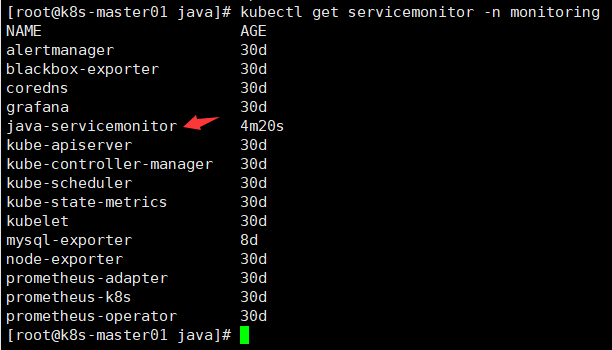 [root@k8s-master01 java]# kubectl get servicemonitor -n monitoring
NAME AGE
alertmanager 30d
blackbox-exporter 30d
coredns 30d
grafana 30d
java-servicemonitor 4m20s
kube-apiserver 30d
kube-controller-manager 30d
kube-scheduler 30d
kube-state-metrics 30d
kubelet 30d
mysql-exporter 8d
node-exporter 30d
prometheus-adapter 30d
prometheus-k8s 30d
prometheus-operator 30d
[root@k8s-master01 java]#